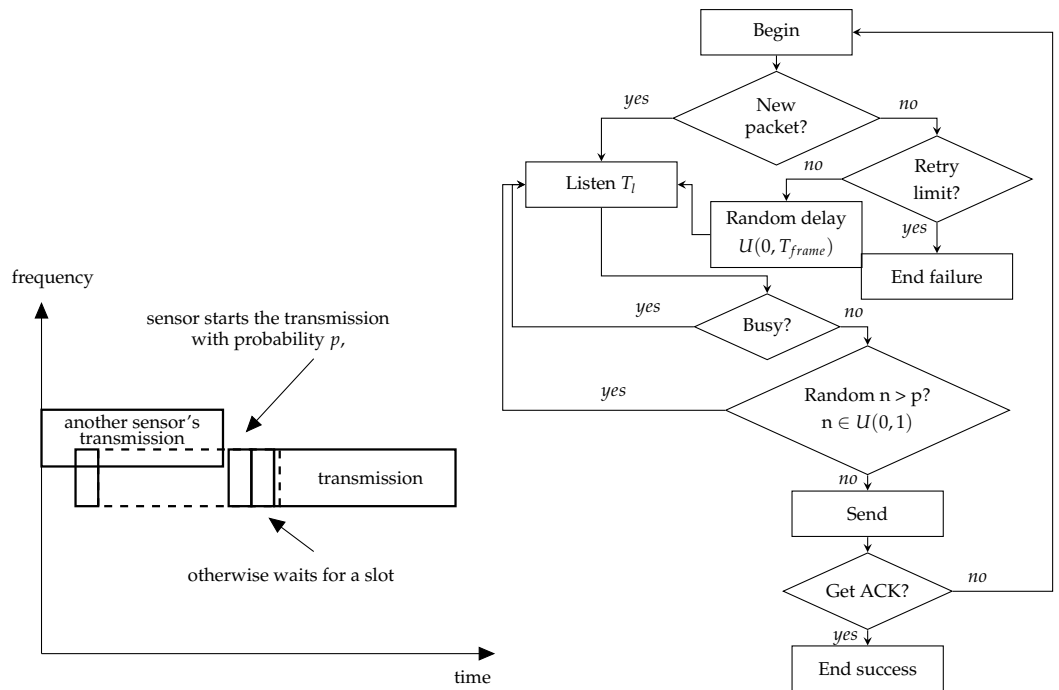 frequency
sensor starts the transmission
with probability p,
another sensor's
transmission
transmission
otherwise waits for a slot
time
Begin
yes
New
packet?
no
Listen T_l
no
Retry
limit?
Random delay
U(0, T_frame)
yes
End failure
yes
Busy?
no
yes
Random n > p?
n ∈ U(0, 1)
no
Send
Get ACK?
no
yes
End success